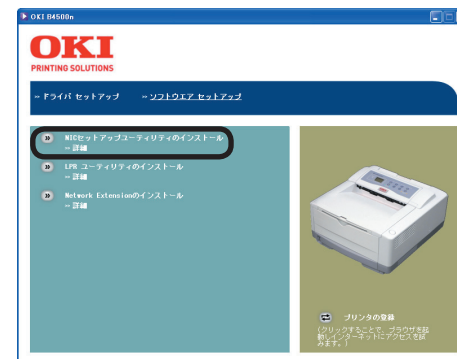 OKI B4500n
OKI
PRINTING SOLUTIONS
» ドライバ セットアップ » ソフトウエア セットアップ
» NICセットアップユーティリティのインストール
» 詳細
» LPR ユーティリティのインストール
» 詳細
» Network Extensionのインストール
» 詳細
プリンタの登録
(クリックすることで、ブラウザを起
動しインターネットにアクセスを試
みます。)